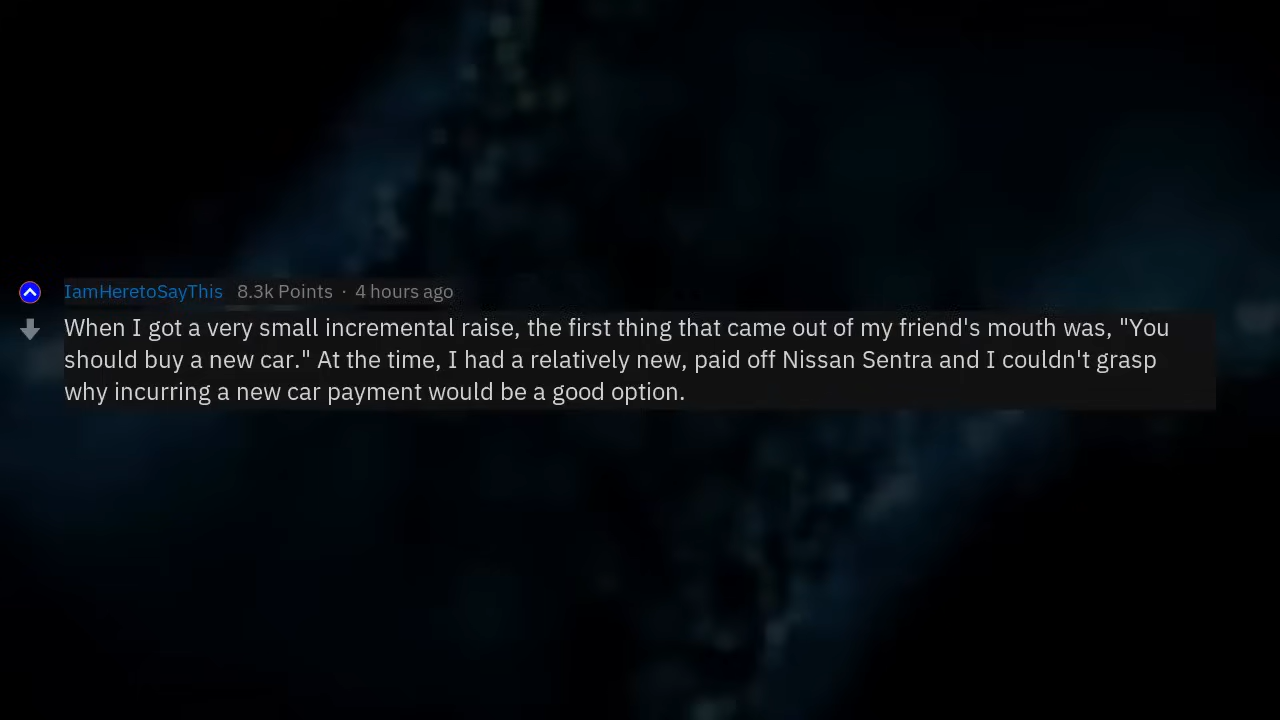 IamHeretoSayThis 8.3k Points · 4 hours ago
When I got a very small incremental raise, the first thing that came out of my friend's mouth was, "You
should buy a new car." At the time, I had a relatively new, paid off Nissan Sentra and I couldn't grasp
why incurring a new car payment would be a good option.